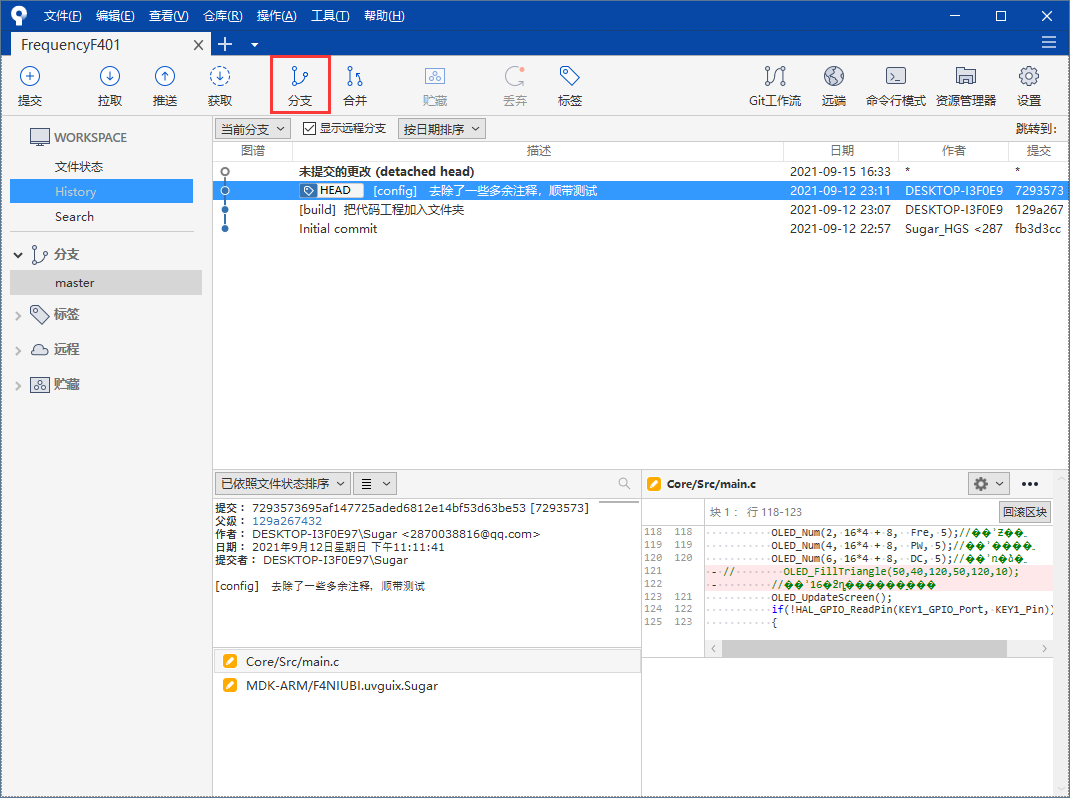 文件(F) 编辑(E) 查看(V) 仓库(R) 操作(A) 工具(T) 帮助(H)
FrequencyF401
提交 拉取 推送 获取 分支 合并 贮藏 丢弃 标签 Git工作流 远端 命令行模式 资源管理器 设置
WORKSPACE
文件状态
History
Search
分支
master
标签
远程
贮藏
当前分支 显示远程分支 按日期排序 跳转到:
图谱 描述 日期 作者 提交
未提交的更改 (detached head) 2021-09-15 16:33 * *
HEAD [config] 去除了一些多余注释，顺带测试 2021-09-12 23:11 DESKTOP-I3F0E9 7293573
[build] 把代码工程加入文件夹 2021-09-12 23:07 DESKTOP-I3F0E9 129a267
Initial commit 2021-09-12 22:57 Sugar_HGS <287 fb3d3cc
已依照文件状态排序
提交： 7293573695af147725aded6812e14bf53d63be53 [7293573]
父级： 129a267432
作者： DESKTOP-I3F0E97\Sugar <2870038816@qq.com>
日期： 2021年9月12日星期日 下午11:11:41
提交者： DESKTOP-I3F0E97\Sugar
[config] 去除了一些多余注释，顺带测试
Core/Src/main.c
MDK-ARM/F4NIUBI.uvguix.Sugar
Core/Src/main.c
块 1： 行 118-123 回滚区块
118 118 OLED_Num(2, 16*4 + 8, Fre, 5);//
119 119 OLED_Num(4, 16*4 + 8, PW, 5);//
120 120 OLED_Num(6, 16*4 + 8, DC, 5);//
121 - // OLED_FillTriangle(50,40,120,50,120,10);
122 - //
123 121 OLED_UpdateScreen();
124 122 if(!HAL_GPIO_ReadPin(KEY1_GPIO_Port, KEY1_Pin))
125 123 {